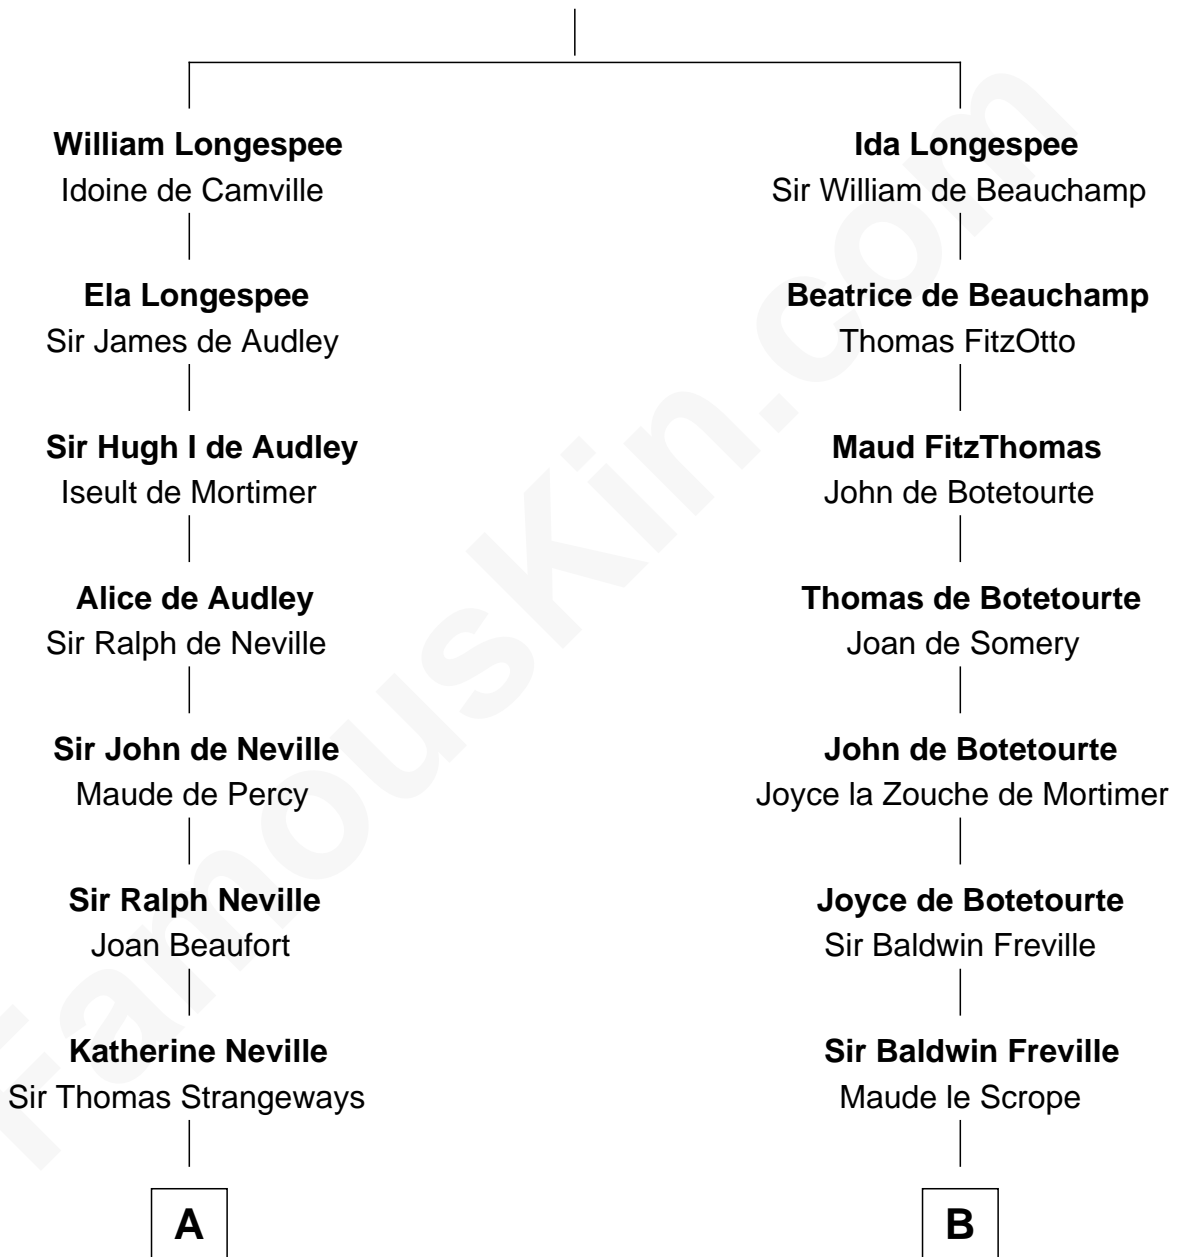 William Longespee
Idoine de Camville
Ela Longespee
Sir James de Audley
Sir Hugh I de Audley
Iseult de Mortimer
Alice de Audley
Sir Ralph de Neville
Sir John de Neville
Maude de Percy
Sir Ralph Neville
Joan Beaufort
Katherine Neville
Sir Thomas Strangeways
A
Ida Longespee
Sir William de Beauchamp
Beatrice de Beauchamp
Thomas FitzOtto
Maud FitzThomas
John de Botetourte
Thomas de Botetourte
Joan de Somery
John de Botetourte
Joyce la Zouche de Mortimer
Joyce de Botetourte
Sir Baldwin Freville
Sir Baldwin Freville
Maude le Scrope
B
FamousKin.com